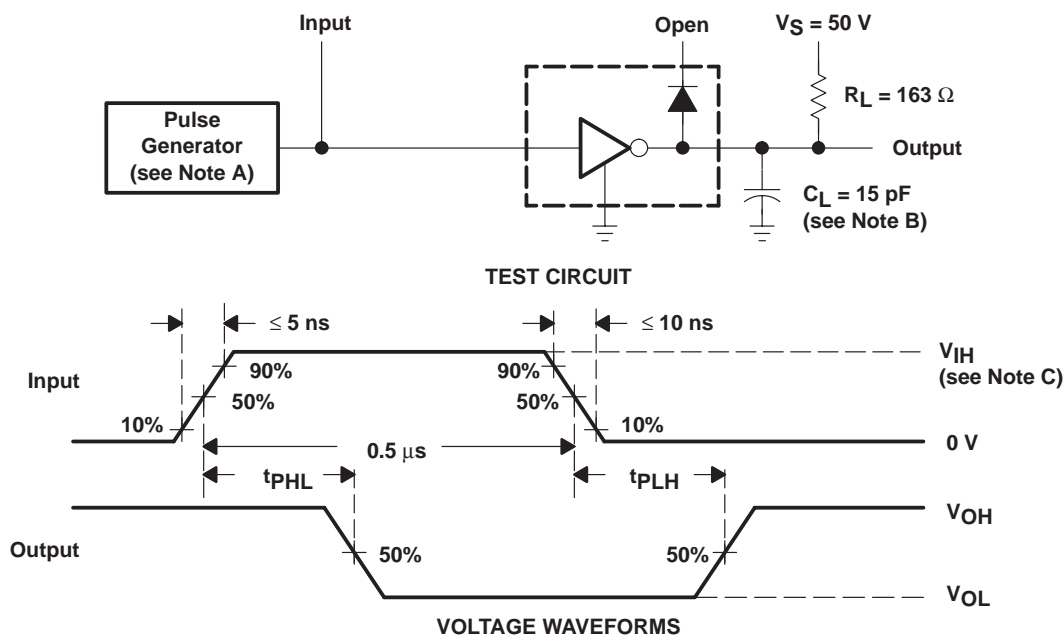 Input
Open
VS = 50 V
Pulse
Generator
(see Note A)
RL = 163 Ω
Output
CL = 15 pF
(see Note B)
TEST CIRCUIT
≤ 5 ns
≤ 10 ns
Input
90%
90%
VIH
(see Note C)
50%
50%
10%
10%
0 V
0.5 μs
tPHL
tPLH
VOH
Output
50%
50%
VOL
VOLTAGE WAVEFORMS